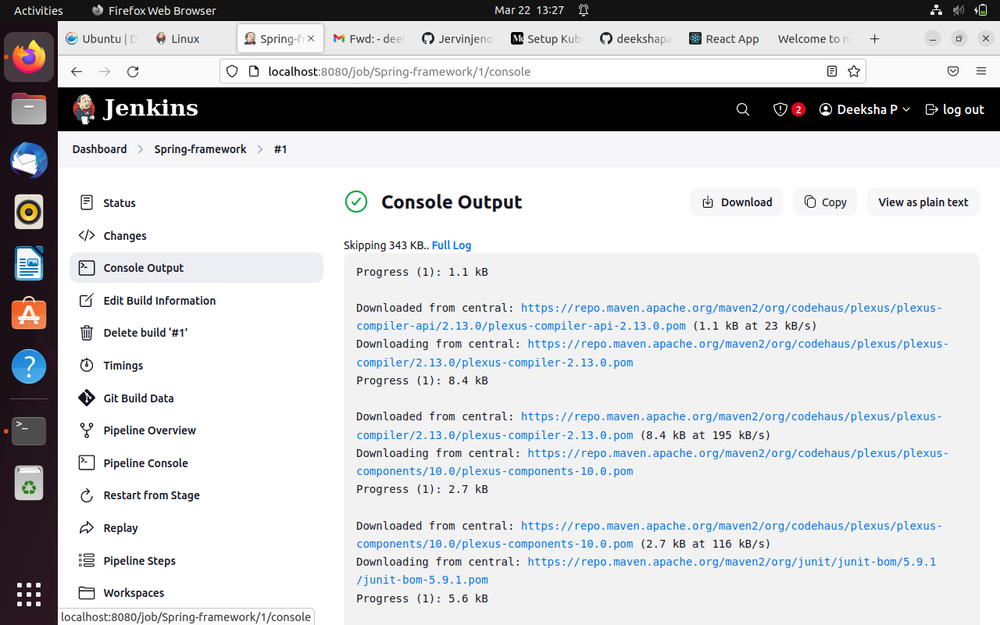 Activities
Firefox Web Browser
Mar 22 13:27
Ubuntu | D
Linux
Spring-fr
Fwd: - deek
Jervinjeno
Setup Kub
deekshapa
React App
Welcome to n
localhost:8080/job/Spring-framework/1/console
Jenkins
2
Deeksha P
log out
Dashboard
Spring-framework
#1
Status
Changes
Console Output
Edit Build Information
Delete build ‘#1’
Timings
Git Build Data
Pipeline Overview
Pipeline Console
Restart from Stage
Replay
Pipeline Steps
Workspaces
Console Output
Download
Copy
View as plain text
Skipping 343 KB.. Full Log
Progress (1): 1.1 kB
Downloaded from central: https://repo.maven.apache.org/maven2/org/codehaus/plexus/plexus-
compiler-api/2.13.0/plexus-compiler-api-2.13.0.pom (1.1 kB at 23 kB/s)
Downloading from central: https://repo.maven.apache.org/maven2/org/codehaus/plexus/plexus-
compiler/2.13.0/plexus-compiler-2.13.0.pom
Progress (1): 8.4 kB
Downloaded from central: https://repo.maven.apache.org/maven2/org/codehaus/plexus/plexus-
compiler/2.13.0/plexus-compiler-2.13.0.pom (8.4 kB at 195 kB/s)
Downloading from central: https://repo.maven.apache.org/maven2/org/codehaus/plexus/plexus-
components/10.0/plexus-components-10.0.pom
Progress (1): 2.7 kB
Downloaded from central: https://repo.maven.apache.org/maven2/org/codehaus/plexus/plexus-
components/10.0/plexus-components-10.0.pom (2.7 kB at 116 kB/s)
Downloading from central: https://repo.maven.apache.org/maven2/org/junit/junit-bom/5.9.1
/junit-bom-5.9.1.pom
Progress (1): 5.6 kB
localhost:8080/job/Spring-framework/1/console